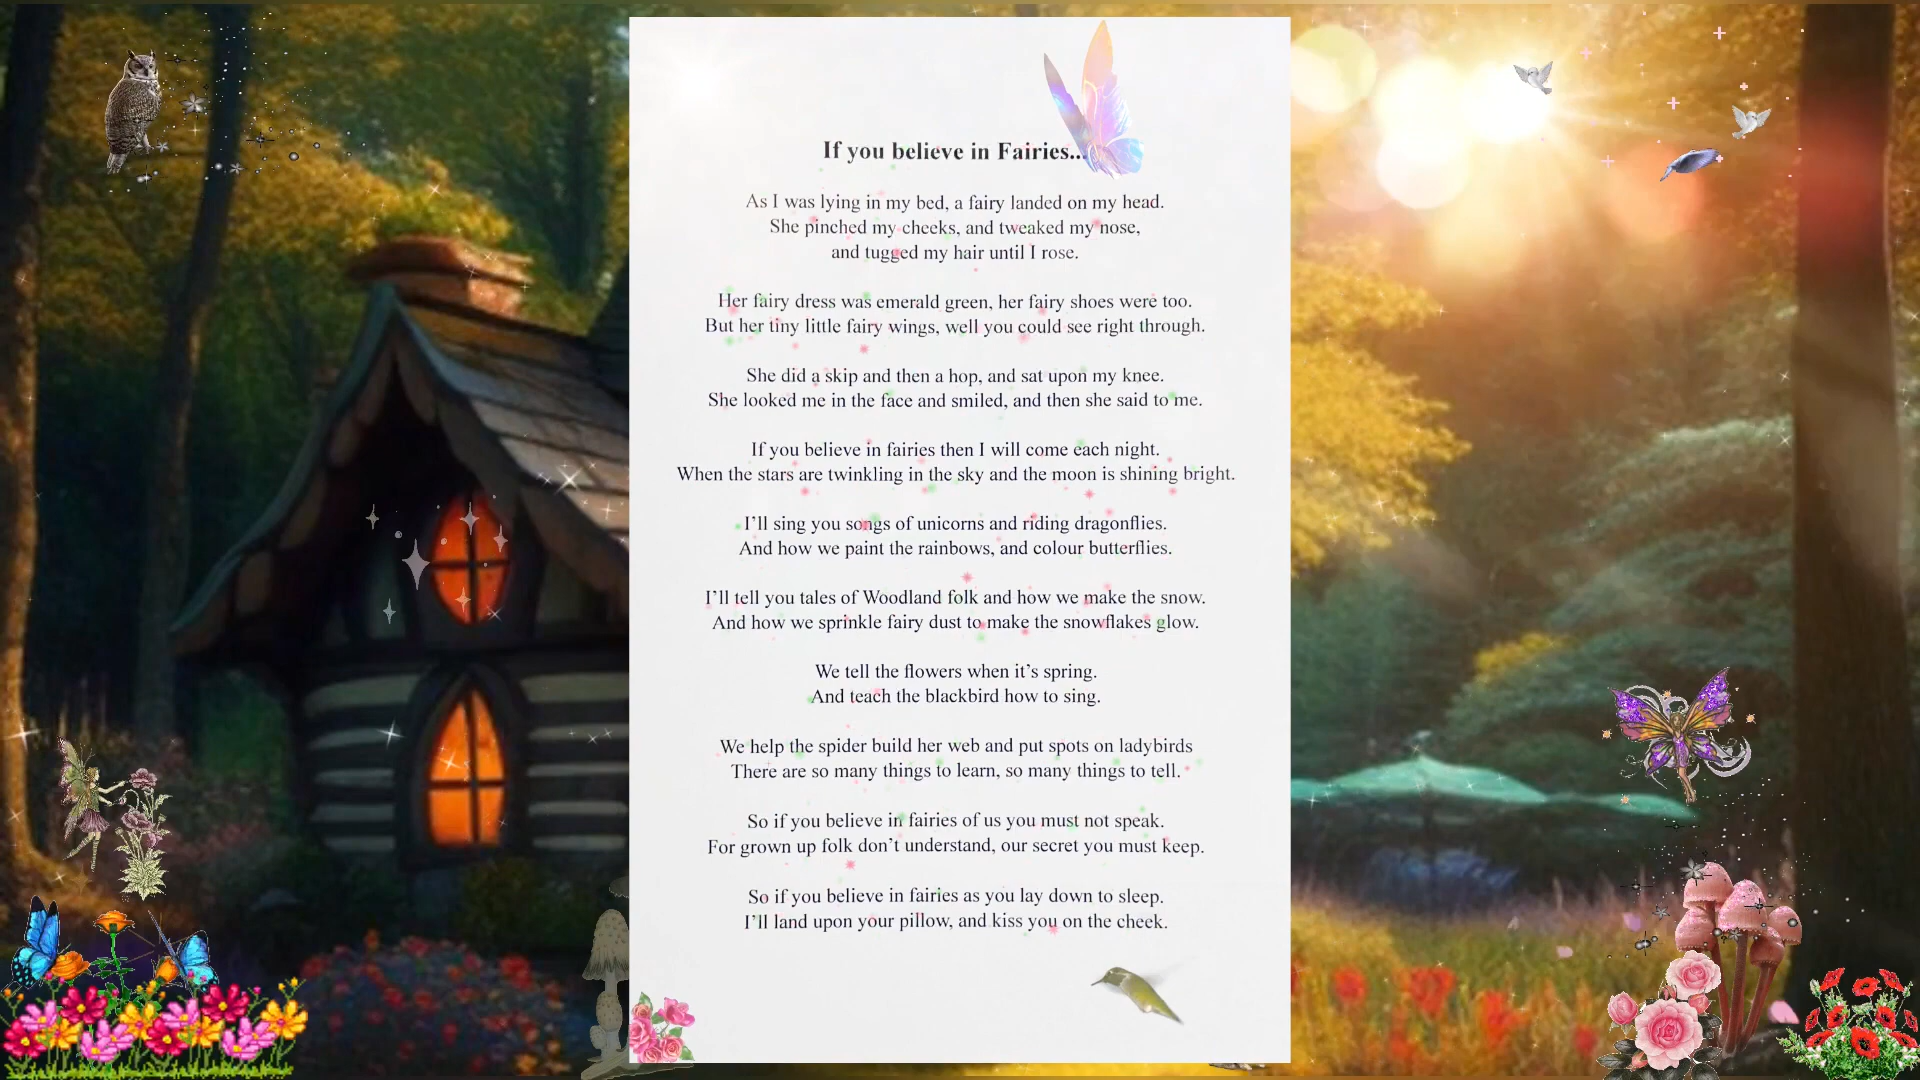 If you believe in Fairies...
As I was lying in my bed, a fairy landed on my head.
She pinched my cheeks, and tweaked my nose,
and tugged my hair until I rose.
Her fairy dress was emerald green, her fairy shoes were too.
But her tiny little fairy wings, well you could see right through.
She did a skip and then a hop, and sat upon my knee.
She looked me in the face and smiled, and then she said to me.
If you believe in fairies then I will come each night.
When the stars are twinkling in the sky and the moon is shining bright.
I’ll sing you songs of unicorns and riding dragonflies.
And how we paint the rainbows, and colour butterflies.
I’ll tell you tales of Woodland folk and how we make the snow.
And how we sprinkle fairy dust to make the snowflakes glow.
We tell the flowers when it’s spring.
And teach the blackbird how to sing.
We help the spider build her web and put spots on ladybirds
There are so many things to learn, so many things to tell.
So if you believe in fairies of us you must not speak.
For grown up folk don’t understand, our secret you must keep.
So if you believe in fairies as you lay down to sleep.
I’ll land upon your pillow, and kiss you on the cheek.